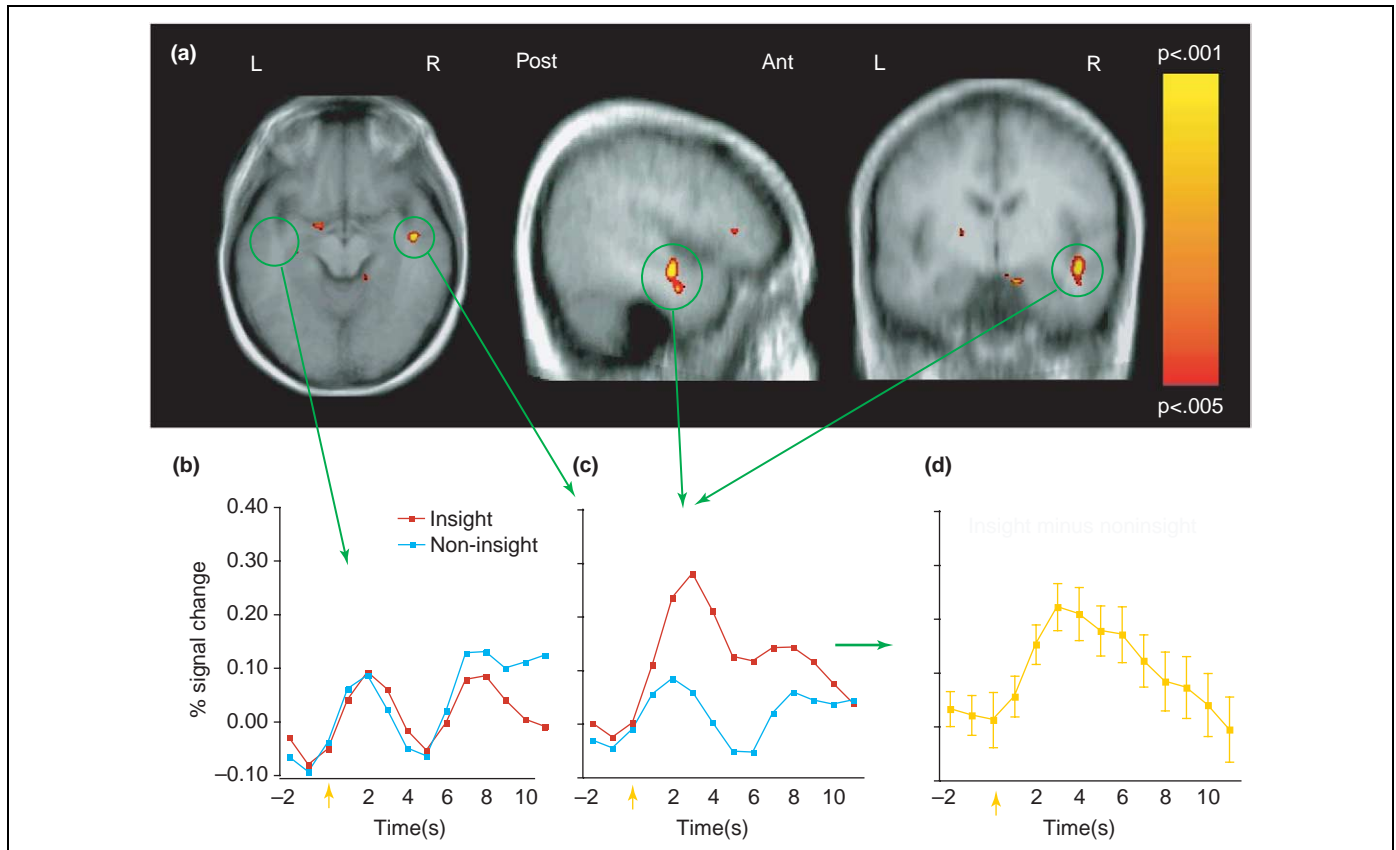 (a)
L R Post Ant L R p<.001
p<.005
(b) (c) (d)
0.40
0.30
0.20
0.10
0.00
–0.10
% signal change
Insight
Non-insight
Insight minus noninsight
–2 2 4 6 8 10
Time(s)
–2 2 4 6 8 10
Time(s)
–2 2 4 6 8 10
Time(s)